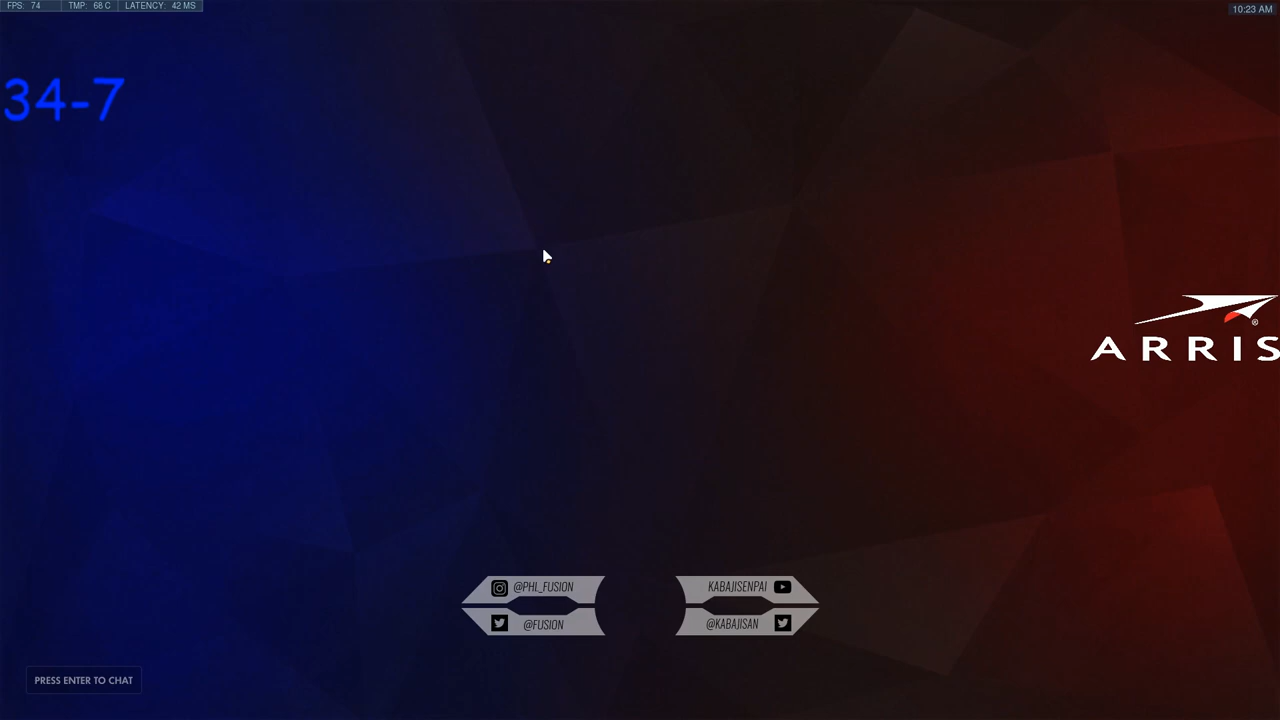 FPS: 74 TMP: 68 C LATENCY: 42 MS
10:23 AM
34-7
ARRIS
®
@PHL_FUSION
@FUSION
KABAJISENPAI
@KABAJISAN
PRESS ENTER TO CHAT